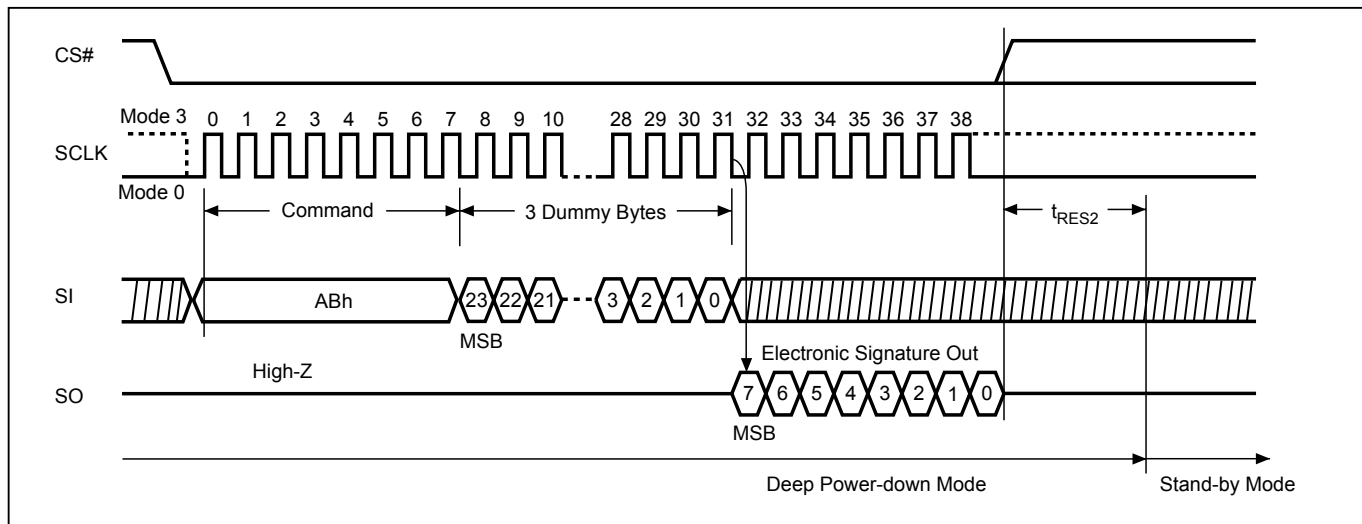 CS#
Mode 3
0 1 2 3 4 5 6 7 8 9 10 28 29 30 31 32 33 34 35 36 37 38
SCLK
Mode 0
Command
3 Dummy Bytes
tRES2
SI
ABh
23 22 21 3 2 1 0
MSB
Electronic Signature Out
High-Z
SO
7 6 5 4 3 2 1 0
MSB
Deep Power-down Mode
Stand-by Mode